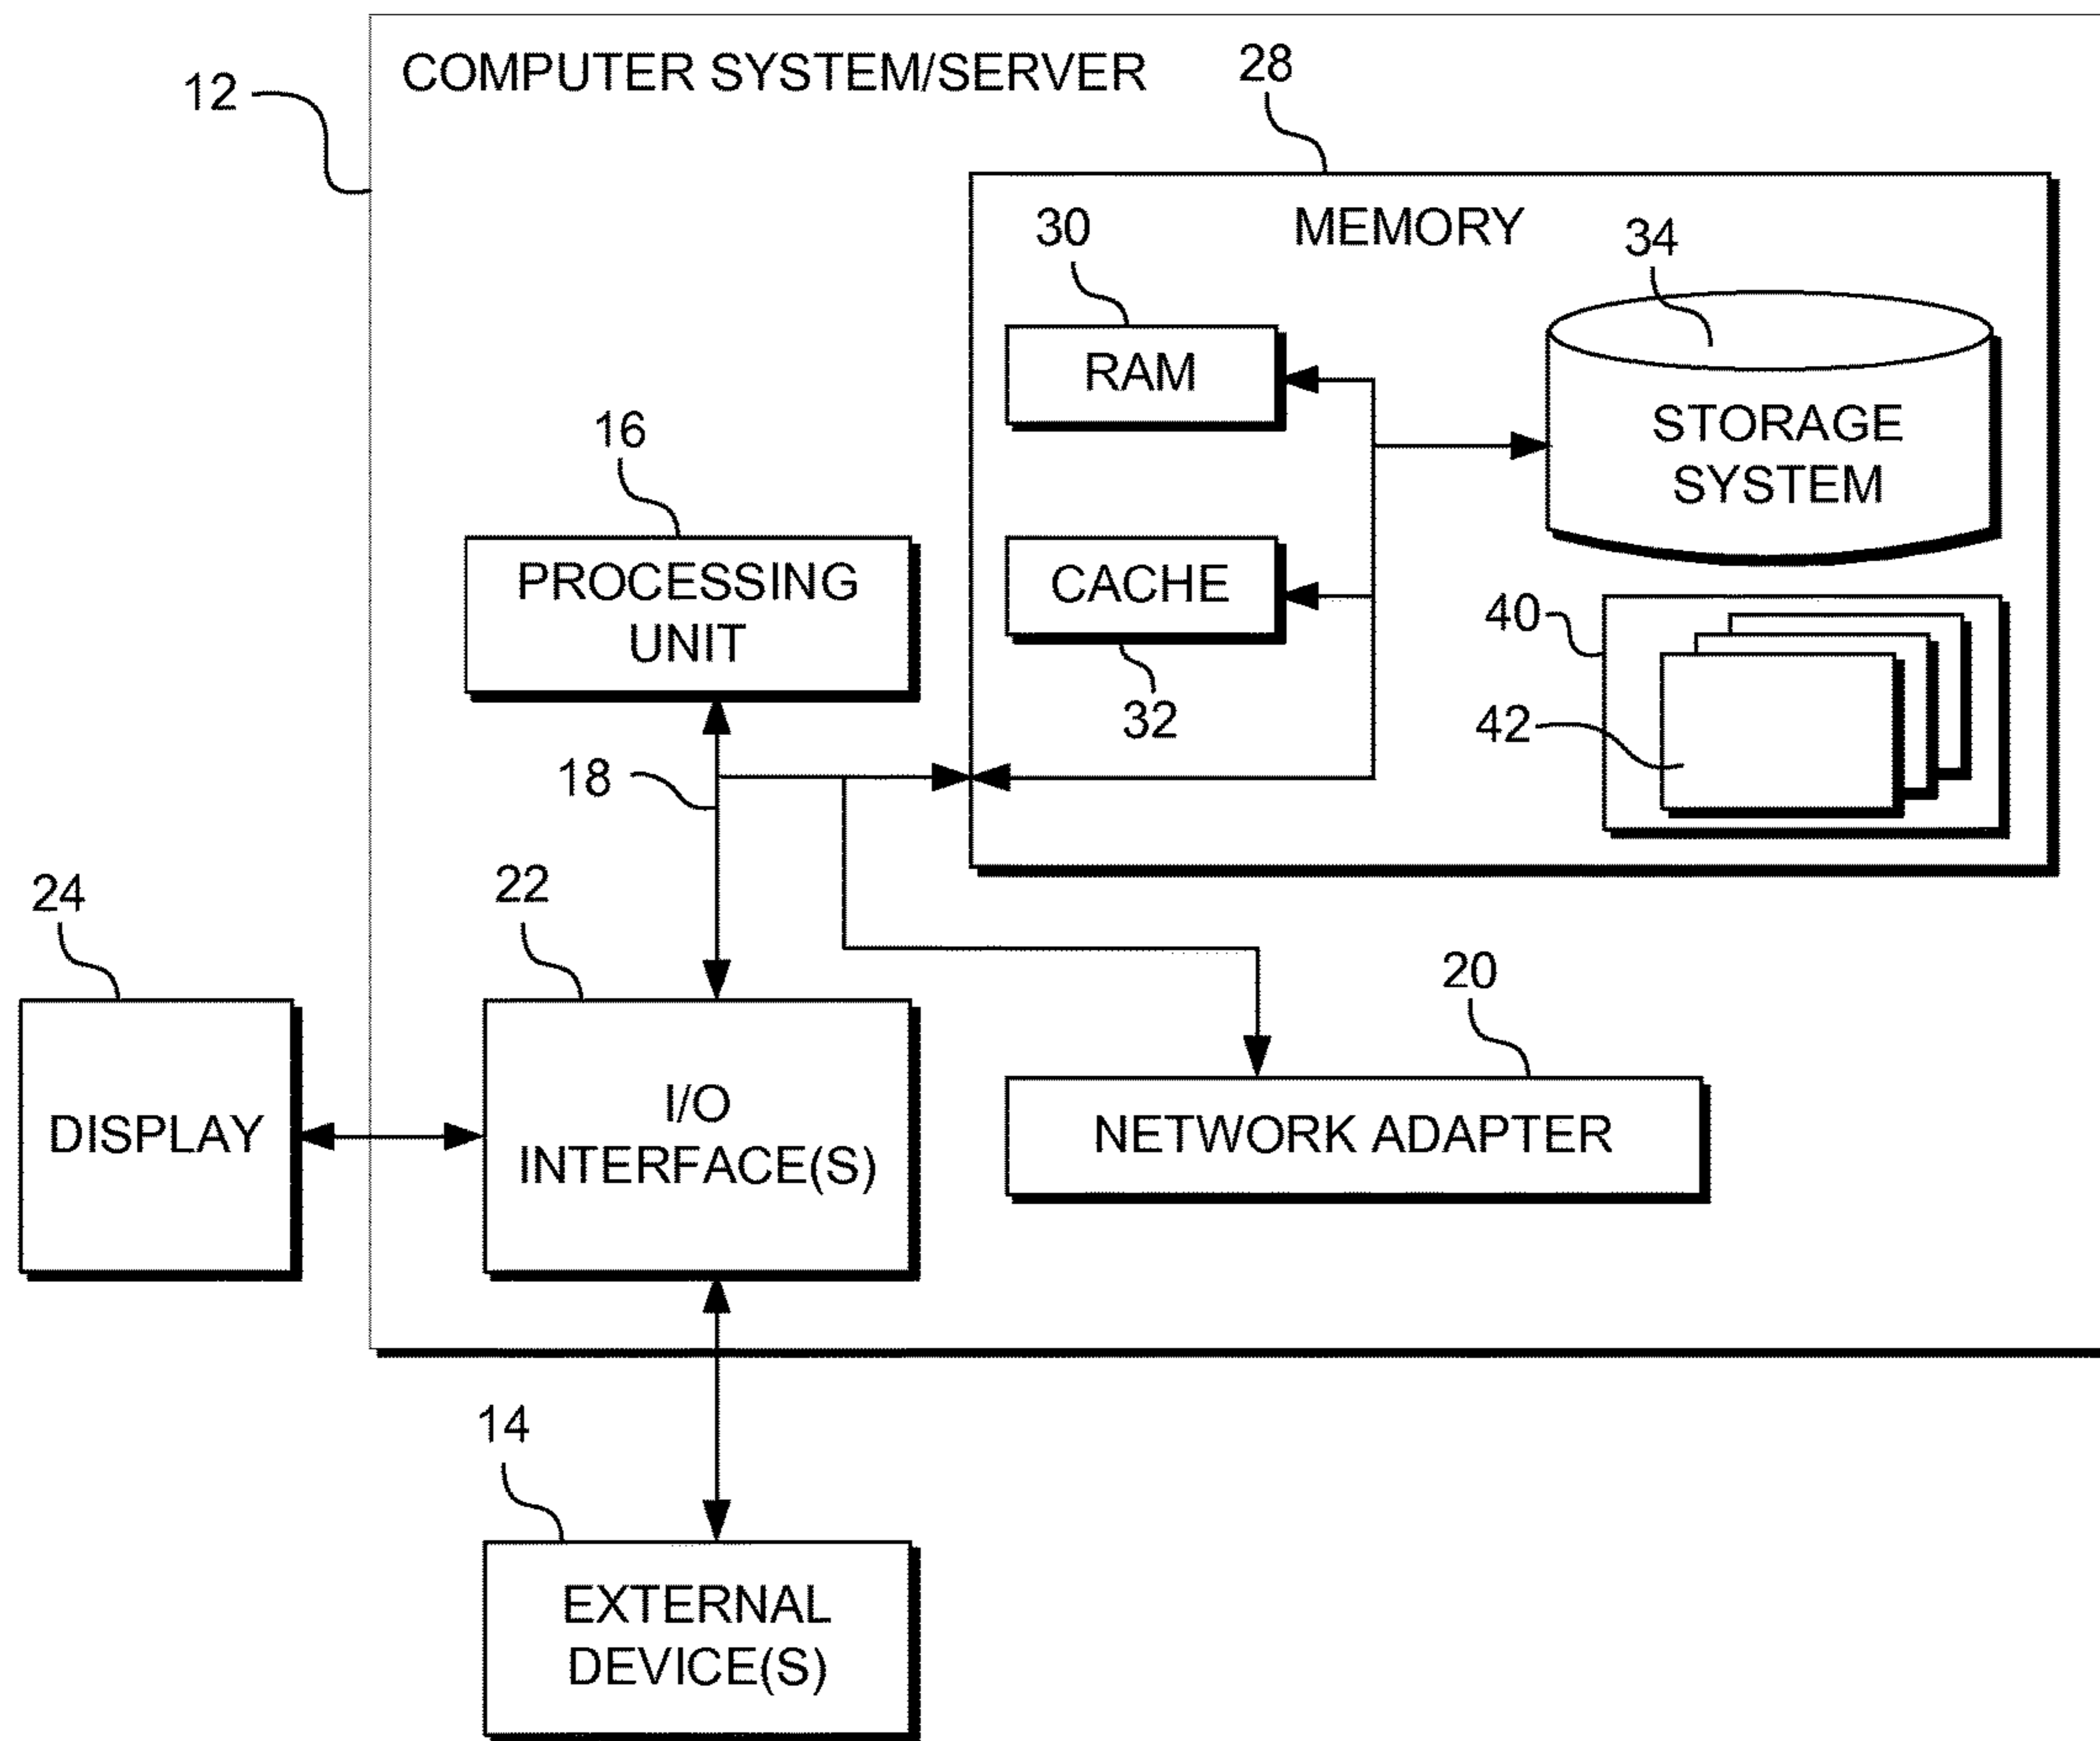 COMPUTER SYSTEM/SERVER
12
28
MEMORY
30
34
RAM
STORAGE
SYSTEM
16
PROCESSING
UNIT
CACHE
32
40
42
18
24
22
20
DISPLAY
I/O
INTERFACE(S)
NETWORK ADAPTER
14
EXTERNAL
DEVICE(S)